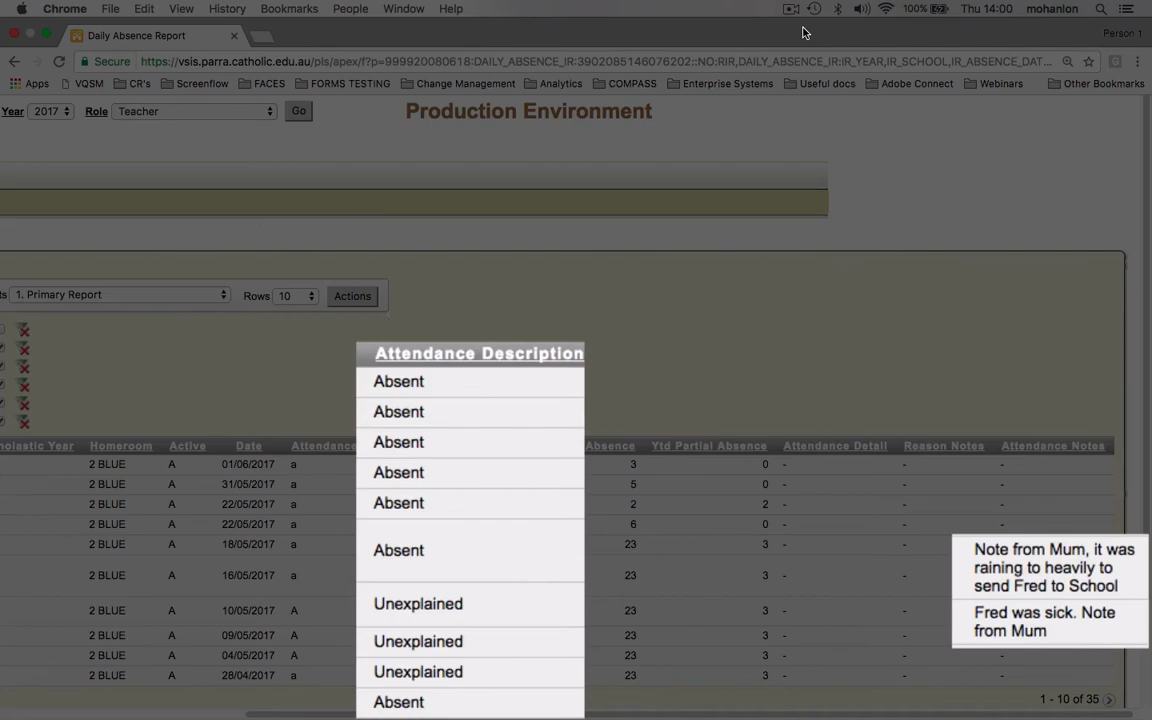 Chrome File Edit View History Bookmarks People Window Help 100% Thu 14:00 mohanlon
Daily Absence Report Person 1
Secure https://vsis.parra.catholic.edu.au/pls/apex/f?p=999920080618:DAILY_ABSENCE_IR:3902085146076202::NO:RIR,DAILY_ABSENCE_IR:IR_YEAR,IR_SCHOOL,IR_ABSENCE_DAT...
Apps VQSM CR's Screenflow FACES FORMS TESTING Change Management Analytics COMPASS Enterprise Systems Useful docs Adobe Connect Webinars Other Bookmarks
Year 2017 Role Teacher Go Production Environment
ts 1. Primary Report Rows 10 Actions
Attendance Description
Absent
Absent
Absent
Absent
Absent
Absent
Unexplained
Unexplained
Unexplained
Absent
holastic Year Homeroom Active Date Attendance Absence Ytd Partial Absence Attendance Detail Reason Notes Attendance Notes
2 BLUE A 01/06/2017 a 3 0 - - -
2 BLUE A 31/05/2017 a 5 0 - - -
2 BLUE A 22/05/2017 a 2 2 - - -
2 BLUE A 22/05/2017 a 6 0 - - -
2 BLUE A 18/05/2017 a 23 3 - -
2 BLUE A 16/05/2017 a 23 3 - -
2 BLUE A 10/05/2017 A 23 3 - -
2 BLUE A 09/05/2017 A 23 3 - - -
2 BLUE A 04/05/2017 A 23 3 - - -
2 BLUE A 28/04/2017 a 23 3 - - -
Note from Mum, it was
raining to heavily to
send Fred to School
Fred was sick. Note
from Mum
1 - 10 of 35